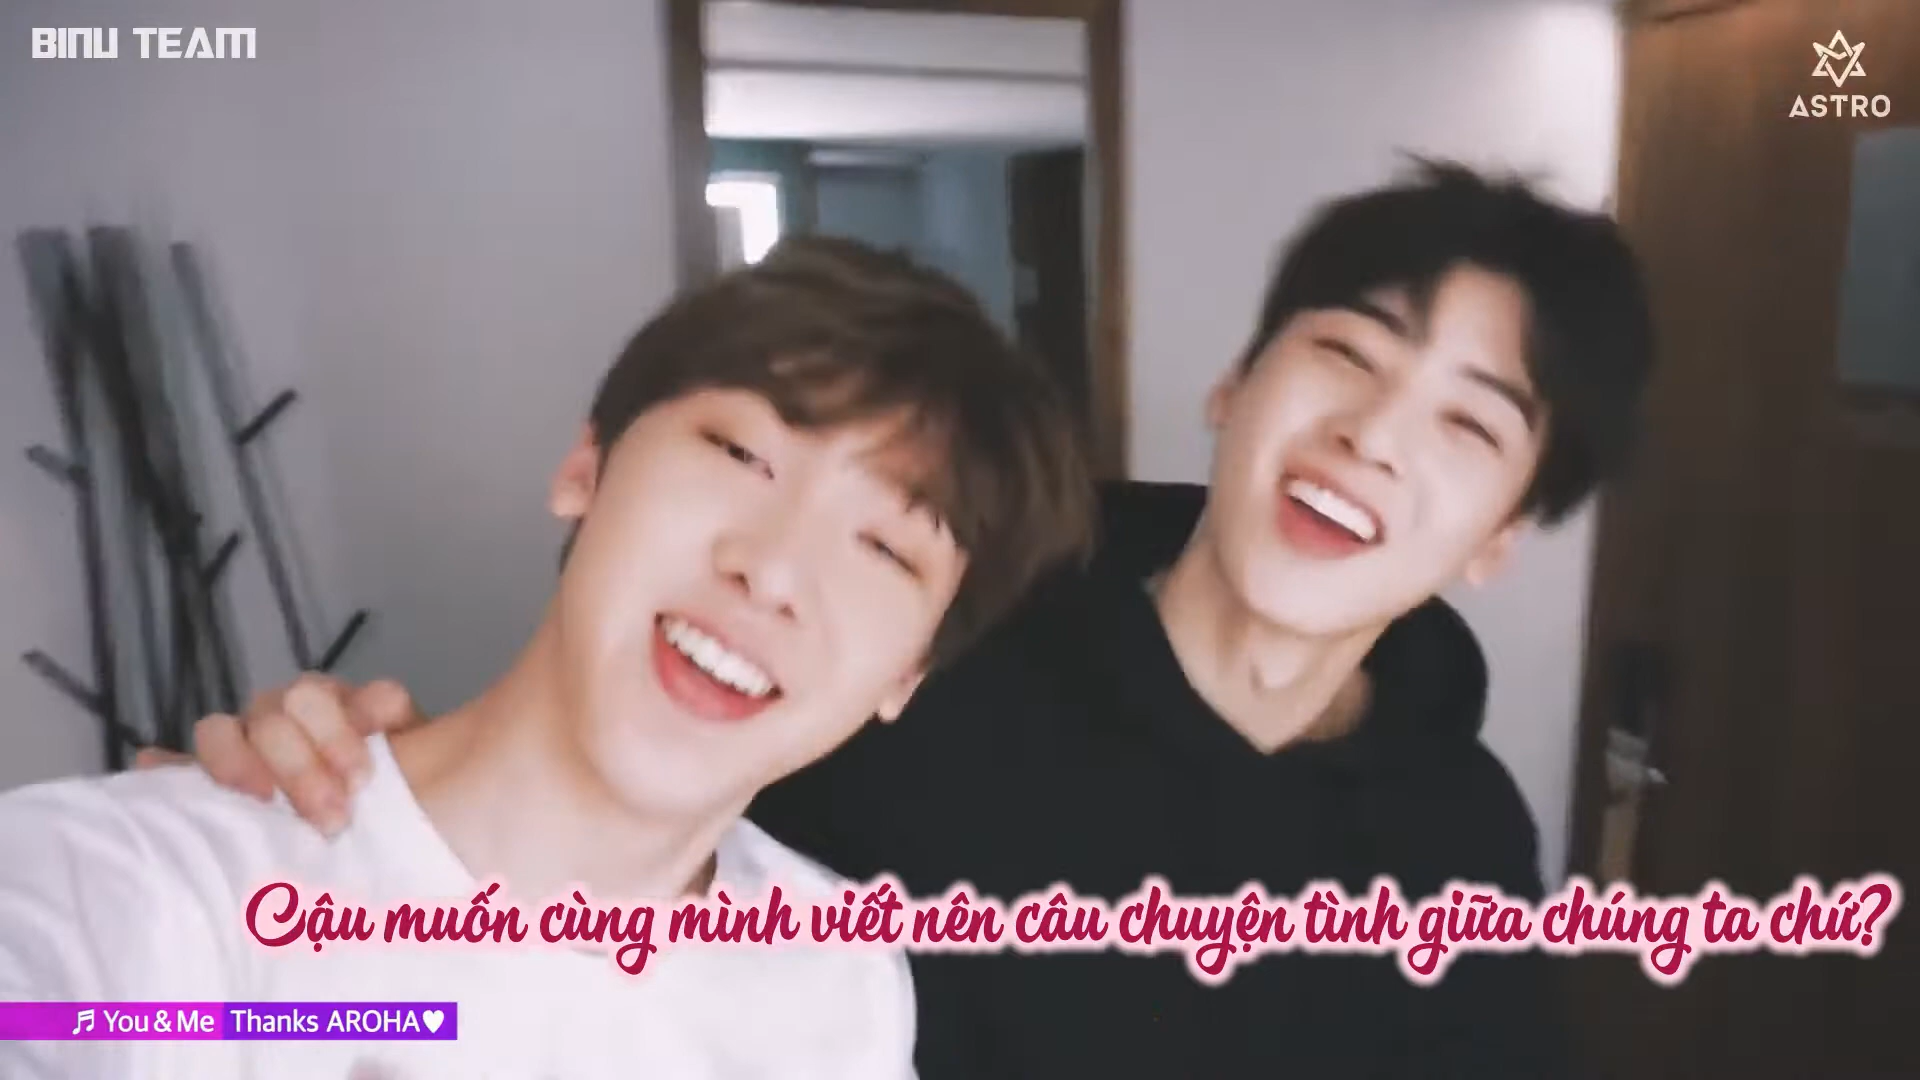 BINU TEAM
ASTRO
Cậu muốn cùng mình viết nên câu chuyện tình giữa chúng ta chứ?
♬ You & Me Thanks AROHA♥